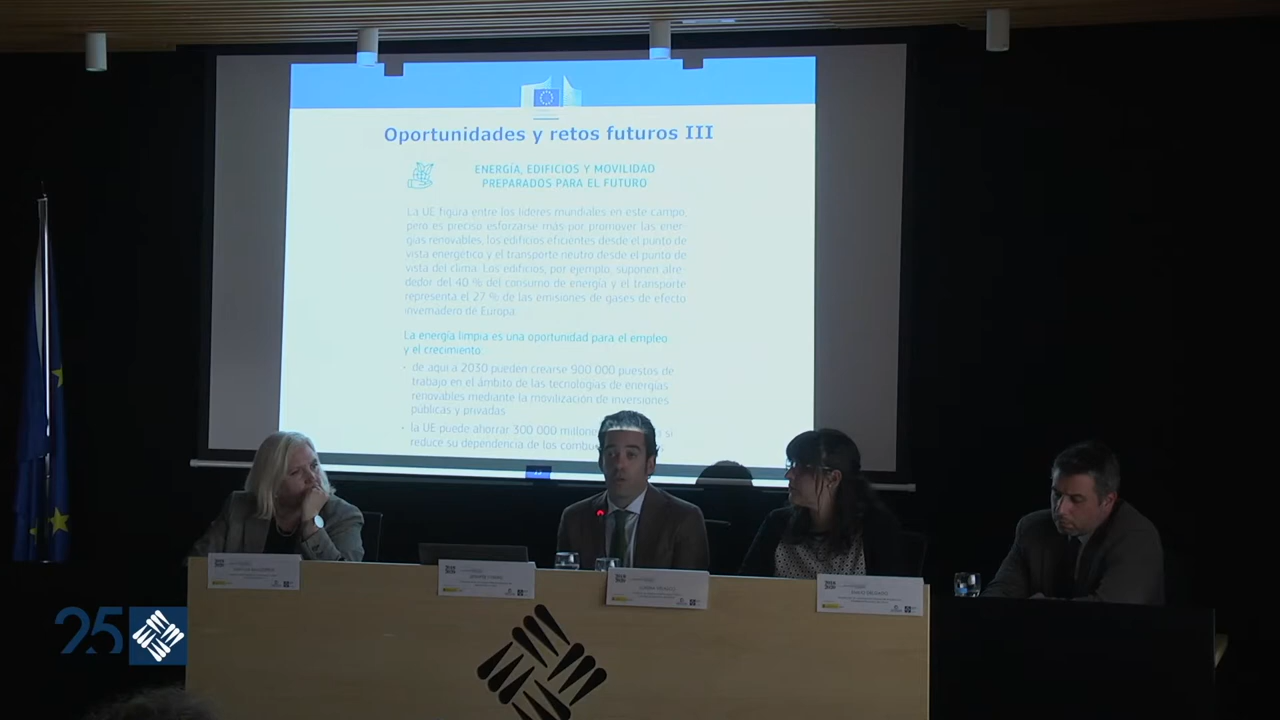 Oportunidades y retos futuros III
ENERGÍA, EDIFICIOS Y MOVILIDAD
PREPARADOS PARA EL FUTURO
La UE figura entre los líderes mundiales en este campo,
pero es preciso esforzarse más por promover las ener-
gías renovables, los edificios eficientes desde el punto de
vista energético y el transporte neutro desde el punto de
vista del clima. Los edificios, por ejemplo, suponen alre-
dedor del 40 % del consumo de energía y el transporte
representa el 27 % de las emisiones de gases de efecto
invernadero de Europa.
La energía limpia es una oportunidad para el empleo
y el crecimiento:
· de aquí a 2030 pueden crearse 900 000 puestos de
trabajo en el ámbito de las tecnologías de energías
renovables mediante la movilización de inversiones
públicas y privadas
· la UE puede ahorrar 300 000 si
reduce su dependencia de los
25